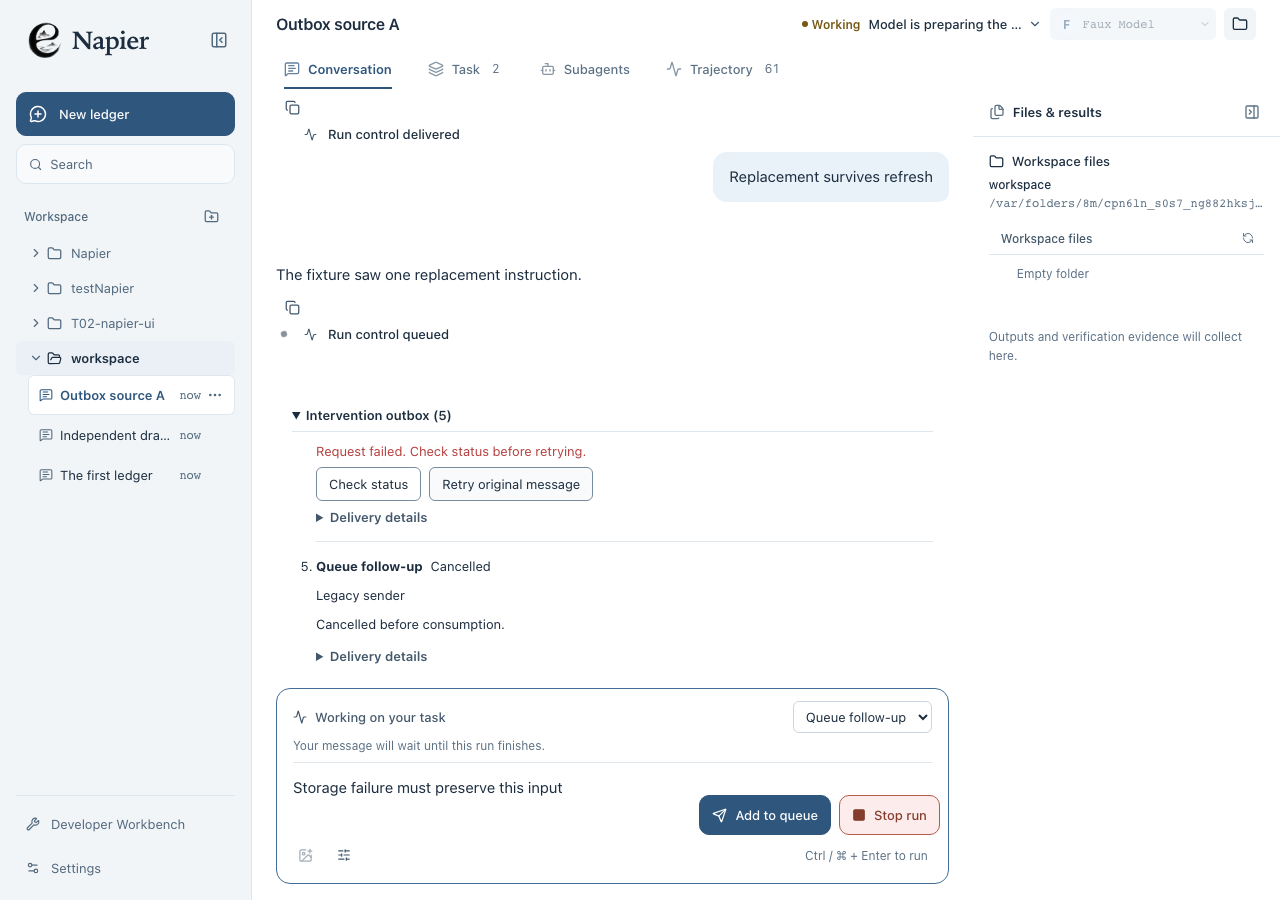 Napier
New ledger
Search
Workspace
Napier
testNapier
T02-napier-ui
workspace
Outbox source A now
Independent dra... now
The first ledger now
Developer Workbench
Settings
Outbox source A
Working Model is preparing the ...
F Faux Model
Conversation
Task 2
Subagents
Trajectory 61
Run control delivered
Replacement survives refresh
The fixture saw one replacement instruction.
Run control queued
Intervention outbox (5)
Request failed. Check status before retrying.
Check status
Retry original message
Delivery details
5. Queue follow-up Cancelled
Legacy sender
Cancelled before consumption.
Delivery details
Working on your task
Queue follow-up
Your message will wait until this run finishes.
Storage failure must preserve this input
Add to queue
Stop run
Ctrl / ⌘ + Enter to run
Files & results
Workspace files
workspace
/var/folders/8m/cpn6ln_s0s7_ng882hksj…
Workspace files
Empty folder
Outputs and verification evidence will collect
here.